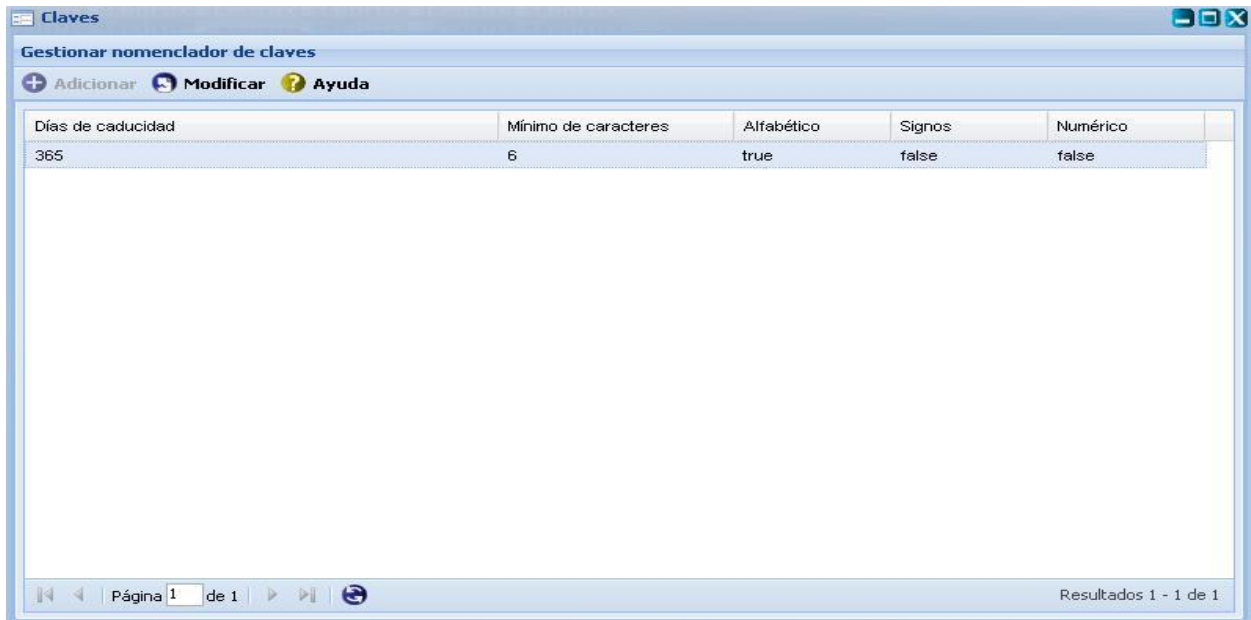 Claves
Gestionar nomenclador de claves
Adicionar Modificar Ayuda
Días de caducidad Mínimo de caracteres Alfabético Signos Numérico
365 6 true false false
Página 1 de 1 Resultados 1 - 1 de 1